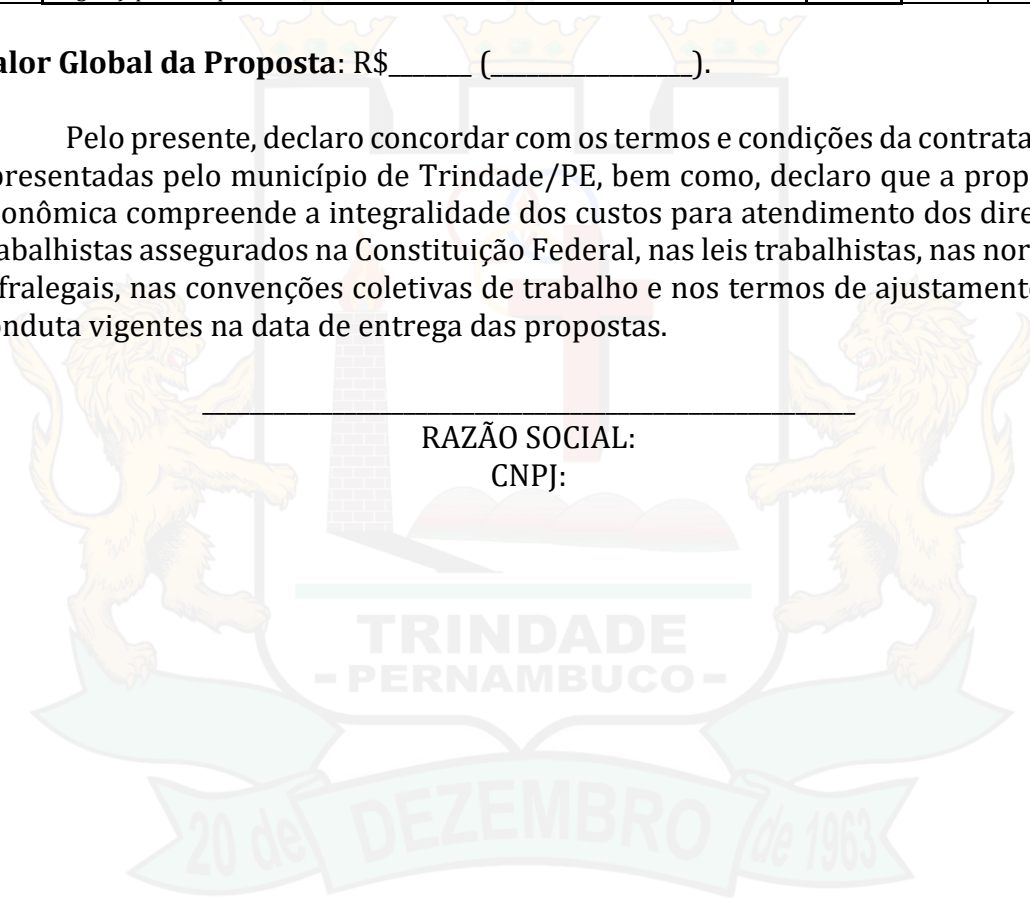 alor Global da Proposta: R$_______ (_________________).
Pelo presente, declaro concordar com os termos e condições da contrata
presentadas pelo município de Trindade/PE, bem como, declaro que a prop
onômica compreende a integralidade dos custos para atendimento dos dire
abalhistas assegurados na Constituição Federal, nas leis trabalhistas, nas nor
fralegais, nas convenções coletivas de trabalho e nos termos de ajustament
onduta vigentes na data de entrega das propostas.
RAZÃO SOCIAL:
CNPJ:
TRINDADE
- PERNAMBUCO -
20 de DEZEMBRO de 1963